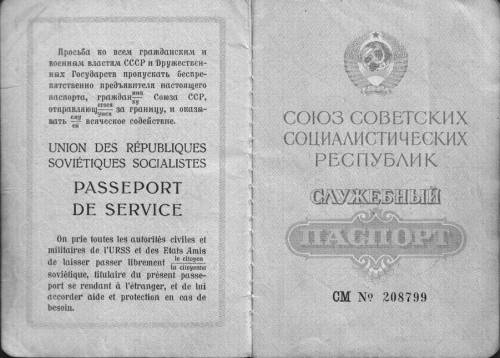 Просьба ко всем гражданским и
военным властям СССР и Дружествен-
ных Государств пропускать беспре-
пятственно предъявителя настоящего
паспорта, граждан ина/ку Союза ССР,
отправляющ егося/уюся за границу, и оказы-
вать ему/ей всяческое содействие.
UNION DES RÉPUBLIQUES
SOVIÉTIQUES SOCIALISTES
PASSEPORT
DE SERVICE
On prie toutes les autorités civiles et
militaires de l'URSS et des Etats Amis
de laisser passer librement le citoyen/la citoyenne
soviétique, titulaire du présent passe-
port se rendant à l'étranger, et de lui
accorder aide et protection en cas de
besoin.
СОЮЗ СОВЕТСКИХ
СОЦИАЛИСТИЧЕСКИХ
РЕСПУБЛИК
СЛУЖЕБНЫЙ
ПАСПОРТ
СМ № 208799